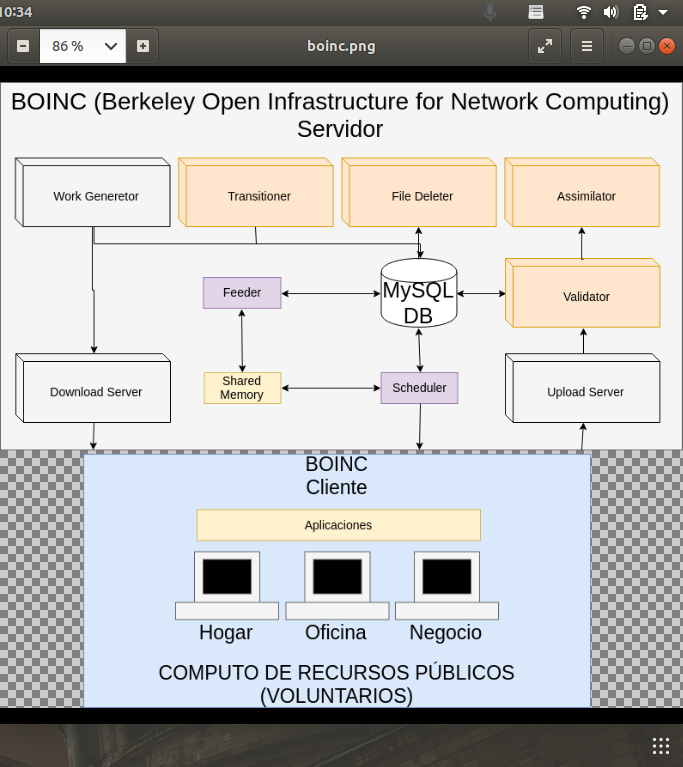 10:34
86 %
boinc.png
BOINC (Berkeley Open Infrastructure for Network Computing)
Servidor
Work Generetor
Transitioner
File Deleter
Assimilator
Feeder
MySQL
DB
Validator
Download Server
Shared
Memory
Scheduler
Upload Server
BOINC
Cliente
Aplicaciones
Hogar
Oficina
Negocio
COMPUTO DE RECURSOS PÚBLICOS
(VOLUNTARIOS)